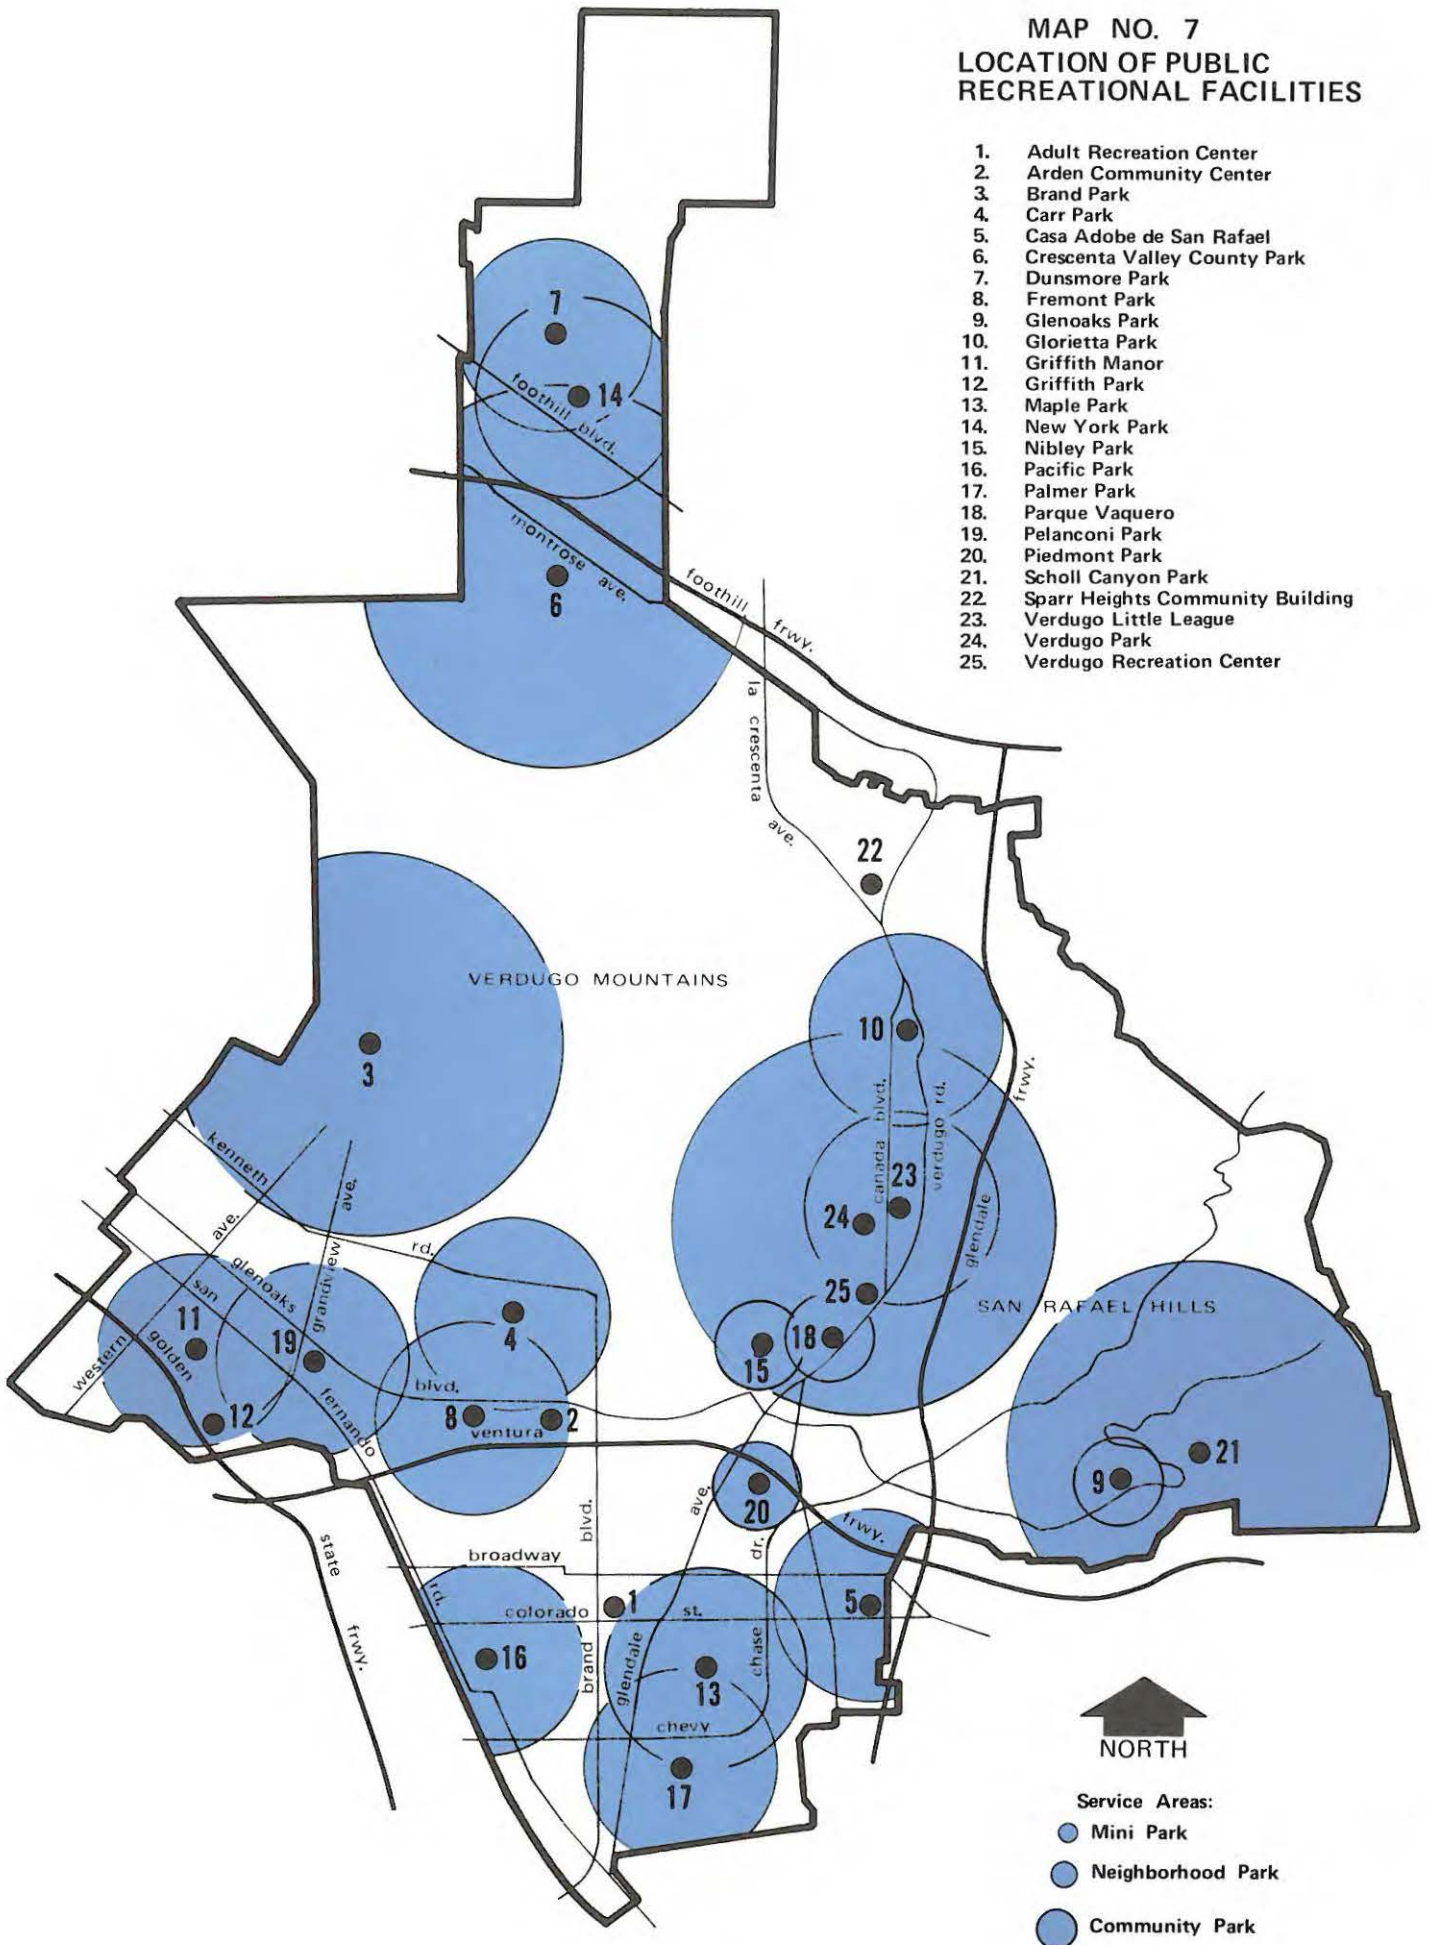 MAP NO. 7
LOCATION OF PUBLIC
RECREATIONAL FACILITIES
1. Adult Recreation Center
2. Arden Community Center
3. Brand Park
4. Carr Park
5. Casa Adobe de San Rafael
6. Crescenta Valley County Park
7. Dunsmore Park
8. Fremont Park
9. Glenoaks Park
10. Glorietta Park
11. Griffith Manor
12. Griffith Park
13. Maple Park
14. New York Park
15. Nibley Park
16. Pacific Park
17. Palmer Park
18. Parque Vaquero
19. Pelanconi Park
20. Piedmont Park
21. Scholl Canyon Park
22. Sparr Heights Community Building
23. Verdugo Little League
24. Verdugo Park
25. Verdugo Recreation Center
7
14
foothill blvd.
montrose ave.
6
foothill frwy.
la crescenta ave.
22
VERDUGO MOUNTAINS
10
3
canada blvd.
verdugo rd.
frwy.
kenneth
rd.
ave.
ave.
grandview
23
24
glendale
25
SAN RAFAEL HILLS
glenoaks
san
11
19
4
18
15
western
golden
blvd.
12
fernando
8
2
ventura
21
9
20
ave.
blvd.
dr.
frwy.
state
broadway
rd.
colorado
1
st.
5
frwy.
16
brand
glendale
chase
13
chevy
17
NORTH
Service Areas:
Mini Park
Neighborhood Park
Community Park